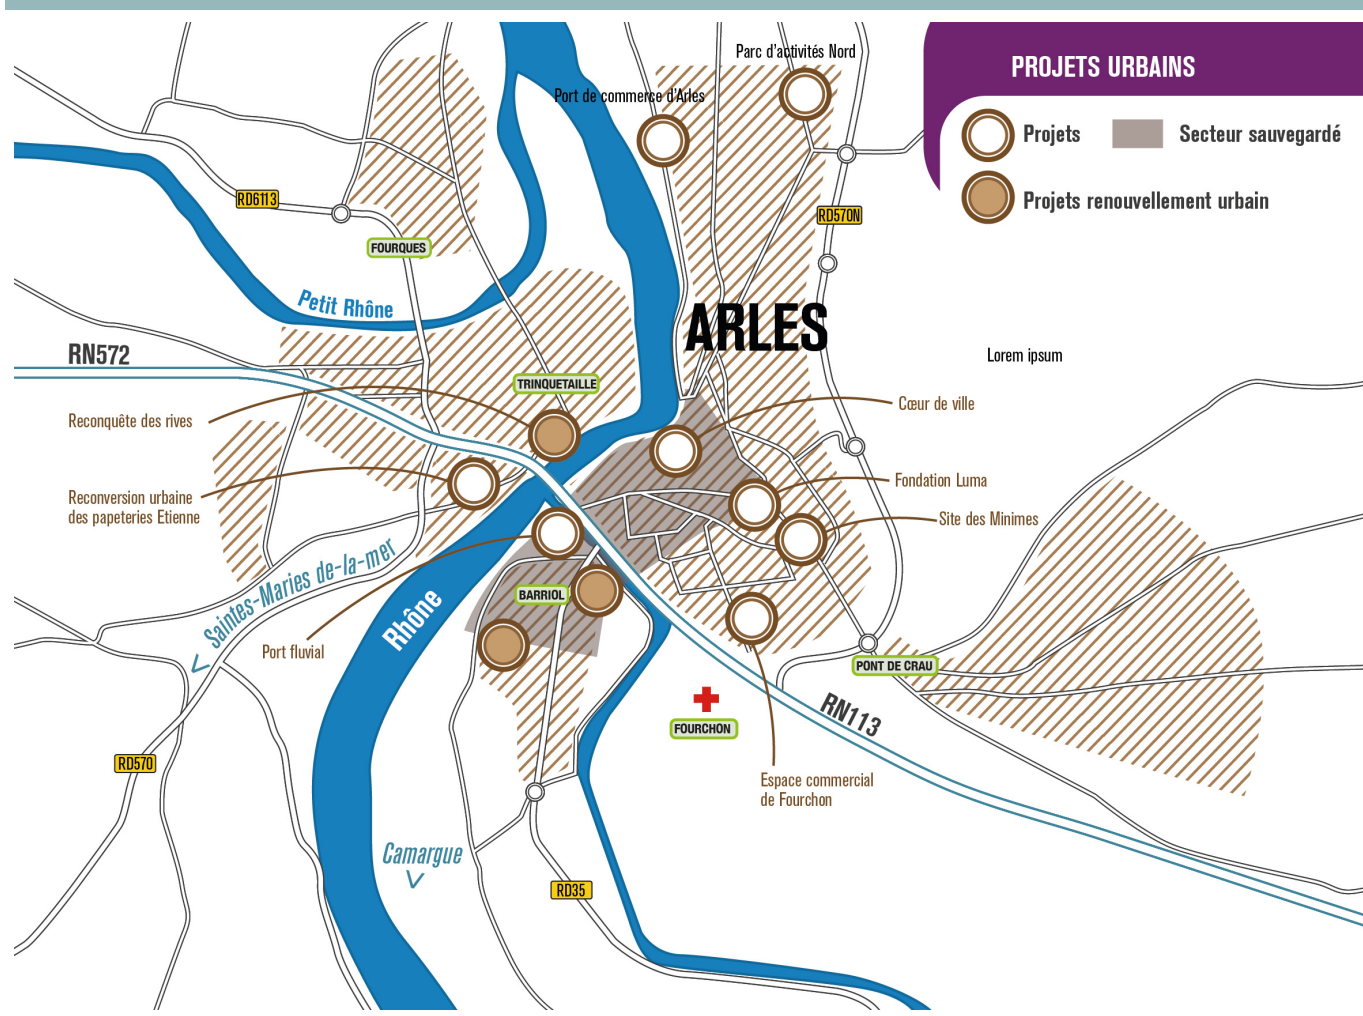 Parc d'activités Nord
PROJETS URBAINS
Port de commerce d'Arles
Projets
Secteur sauvegardé
RD6113
Projets renouvellement urbain
RD570N
FOURQUES
Petit Rhône
ARLES
RN572
Lorem ipsum
TRINQUETAILLE
Reconquête des rives
Cœur de ville
Fondation Luma
Reconversion urbaine
des papeteries Etienne
Site des Minimes
Saintes-Maries de-la-mer
BARRIOL
Rhône
Port fluvial
PONT DE CRAU
RN113
FOURCHON
RD570
Espace commercial
de Fourchon
Camargue
RD35